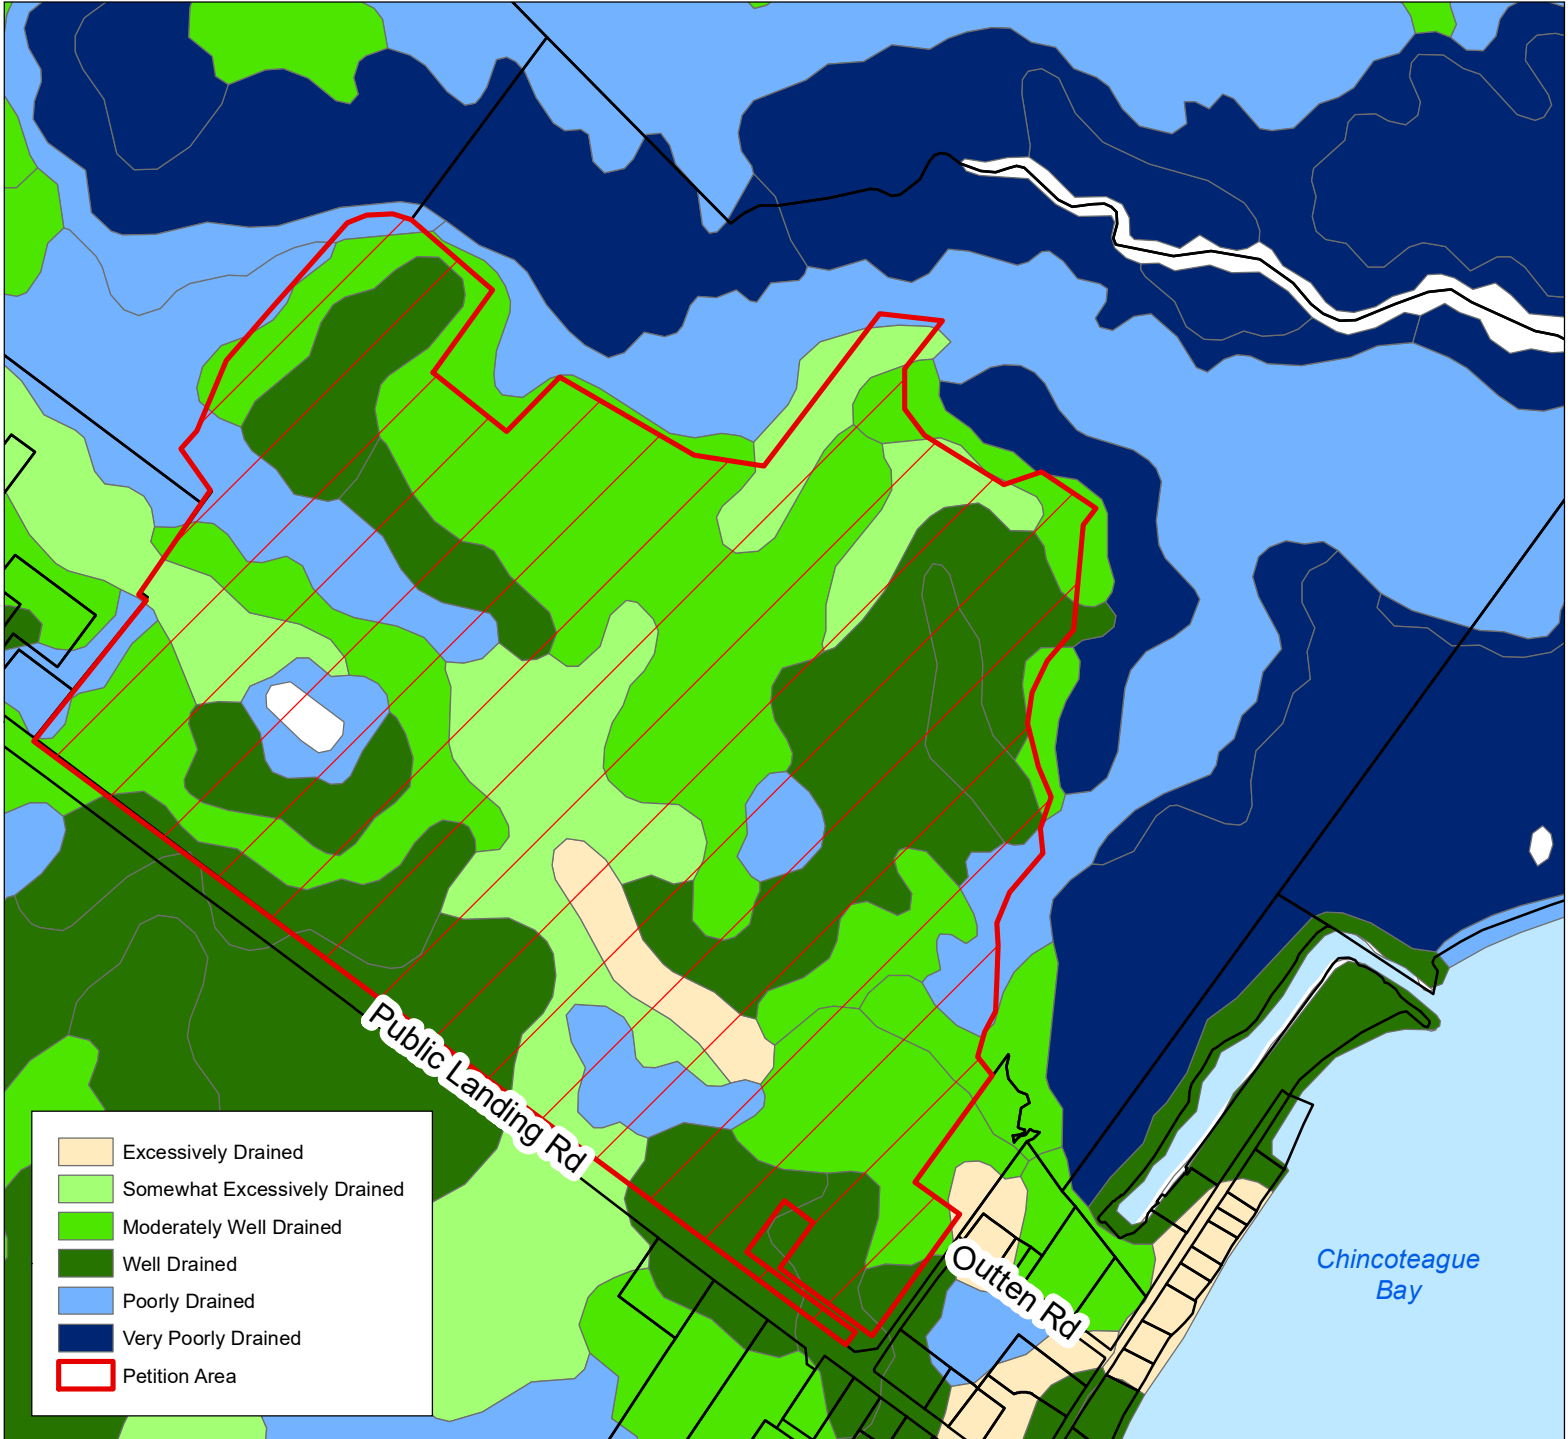 Public Landing Rd
Outten Rd
Chincoteague
Bay
Excessively Drained
Somewhat Excessively Drained
Moderately Well Drained
Well Drained
Poorly Drained
Very Poorly Drained
Petition Area